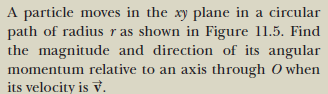 A particle moves in the xy plane in a circular
path of radius r as shown in Figure 11.5. Find
the magnitude and direction of its angular
momentum relative to an axis through O when
its velocity is v⃗.